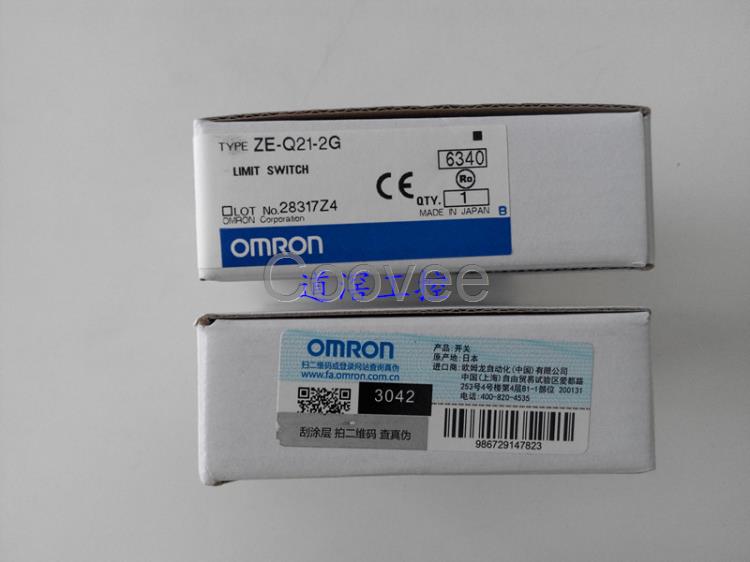 TYPE ZE-Q21-2G
LIMIT SWITCH
6340
Ro
CE
QTY. 1
MADE IN JAPAN B
LOT No.28317Z4
OMRON Corporation
OMRON
Coovee
道浮工控
OMRON
扫二维码或登录网站查询真伪
www.fa.omron.com.cn
3042
刮涂层 拍二维码 查真伪
产品: 开关
原产地: 日本
进口商: 欧姆龙自动化(中国)有限公司
中国(上海)自由贸易试验区爱都路
253号4号楼第4层B1-1部位 200131
电话:400-820-4535
986729147823